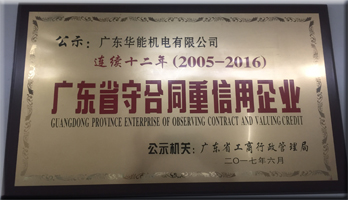 公示：广东华能机电有限公司
连续十二年（2005-2016）
广东省守合同重信用企业
GUANGDONG PROVINCE ENTERPRISE OF OBSERVING CONTRACT AND VALUING CREDIT
公示机关：广东省工商行政管理局
二〇一七年六月